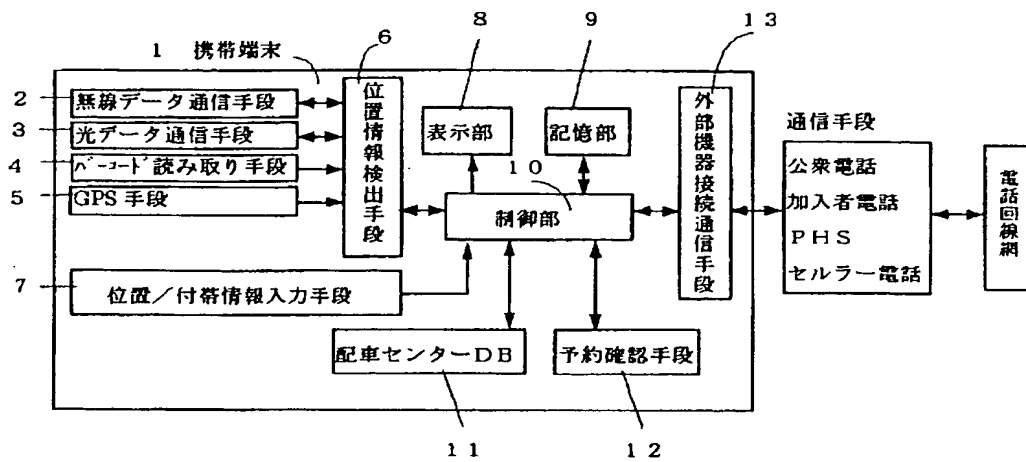 8
9
13
6
1 携帯端末
2
無線データ通信手段
3
光データ通信手段
4
バーコード読み取り手段
5
GPS手段
位置情報検出手段
表示部
記憶部
10
制御部
外部機器接続通信手段
通信手段
公衆電話
加入者電話
PHS
セルラー電話
電話回線網
7
位置/付帯情報入力手段
配車センターDB
予約確認手段
11
12